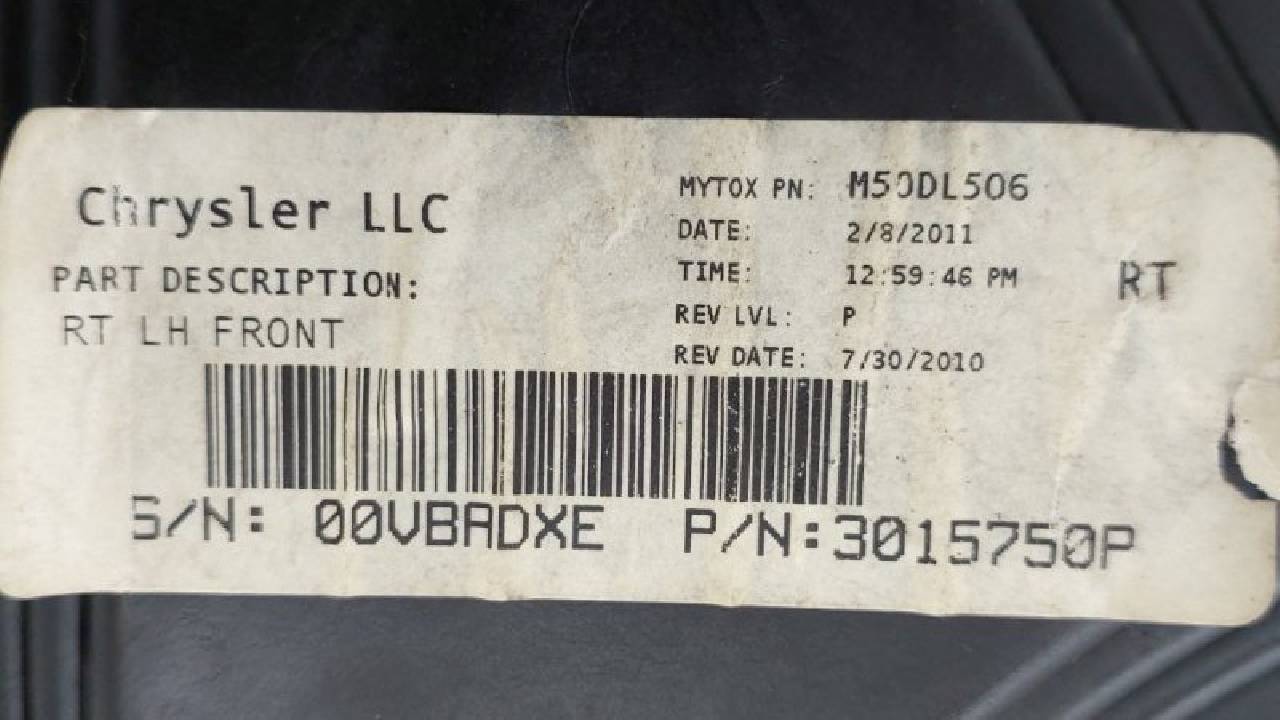 Chrysler LLC
PART DESCRIPTION:
RT LH FRONT
MYTOX PN: M50DL506
DATE: 2/8/2011
TIME: 12:59:46 PM
REV LVL: P
REV DATE: 7/30/2010
RT
S/N: 00VBADXE P/N:3015750P